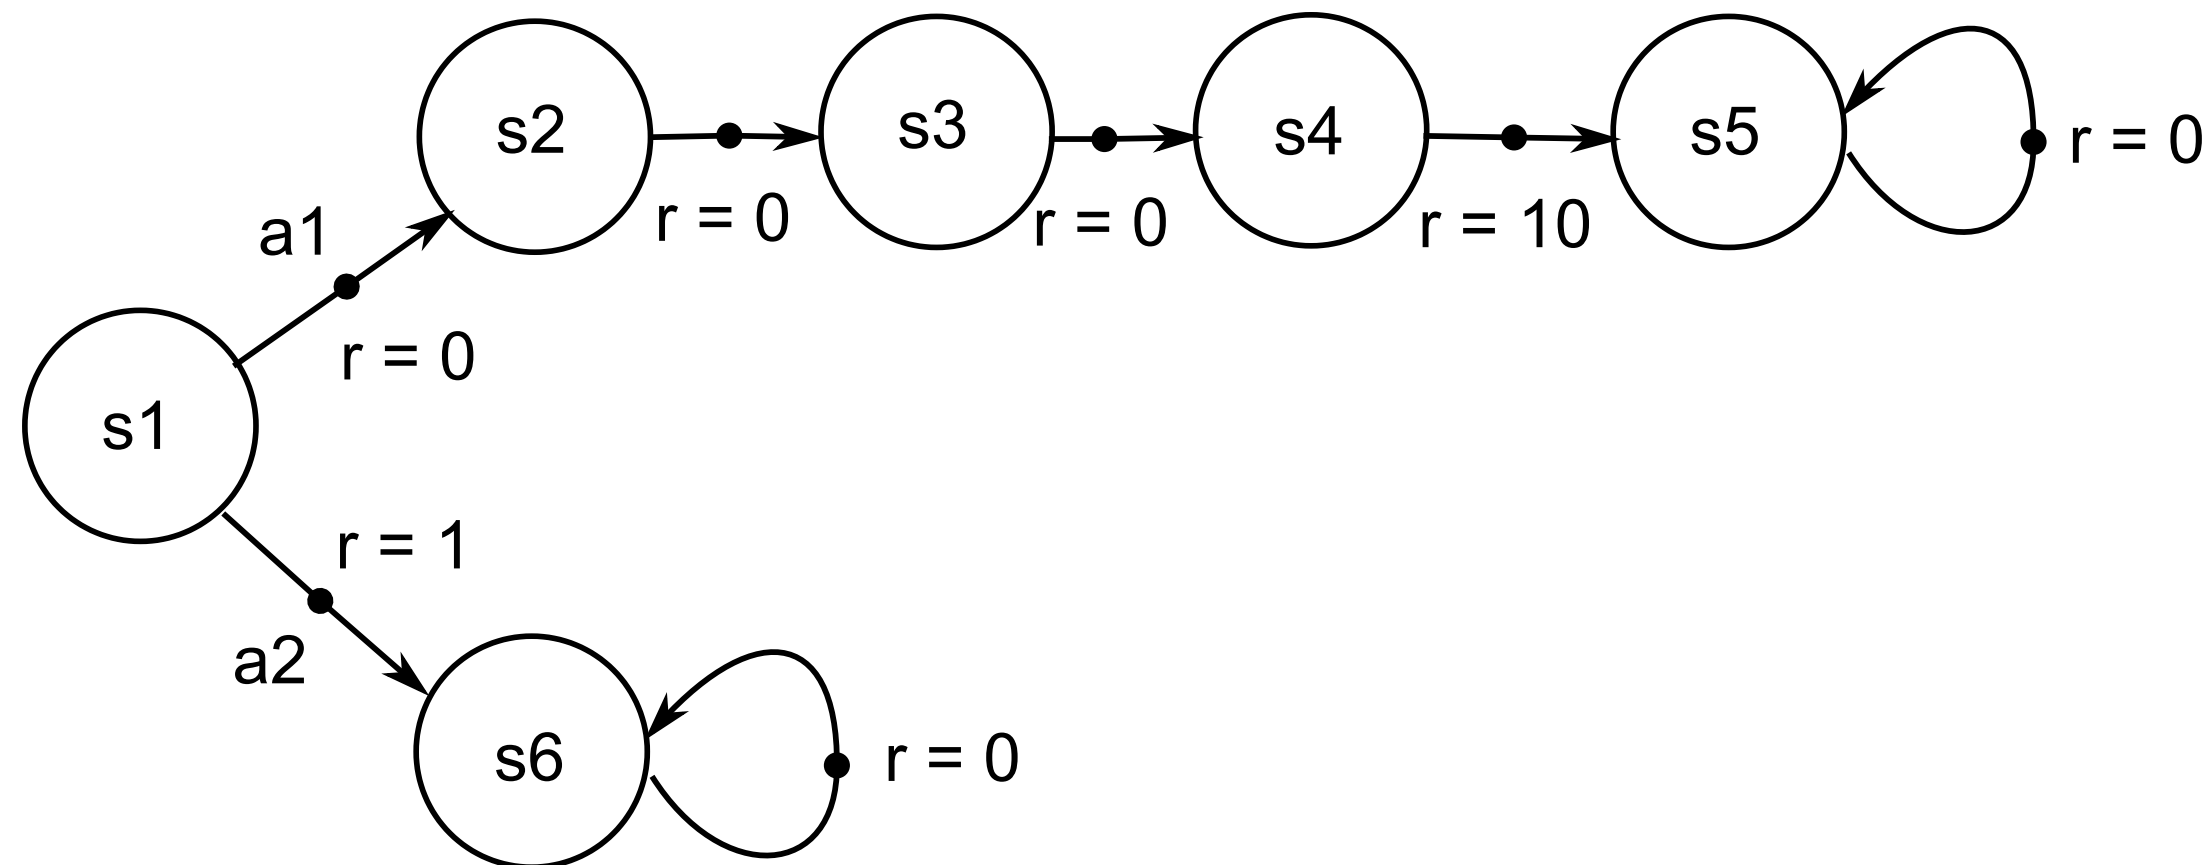 s2
s3
s4
s5
r = 0
a1
r = 0
r = 0
r = 10
r = 0
s1
r = 1
a2
s6
r = 0